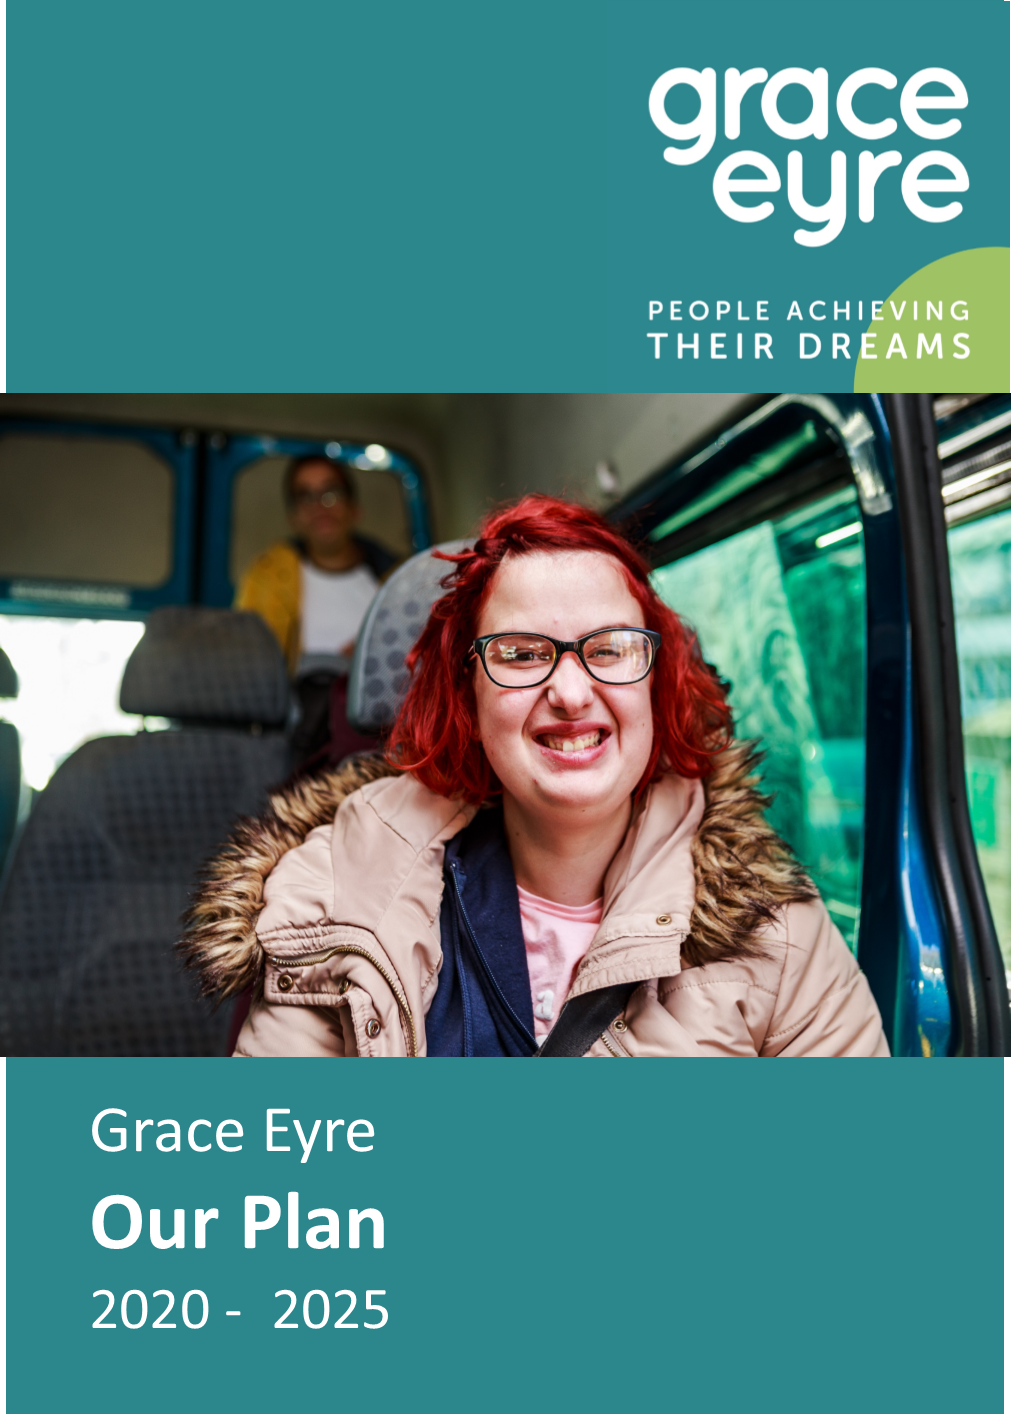 grace
eyre
PEOPLE ACHIEVING
THEIR DREAMS
Grace Eyre
Our Plan
2020 - 2025